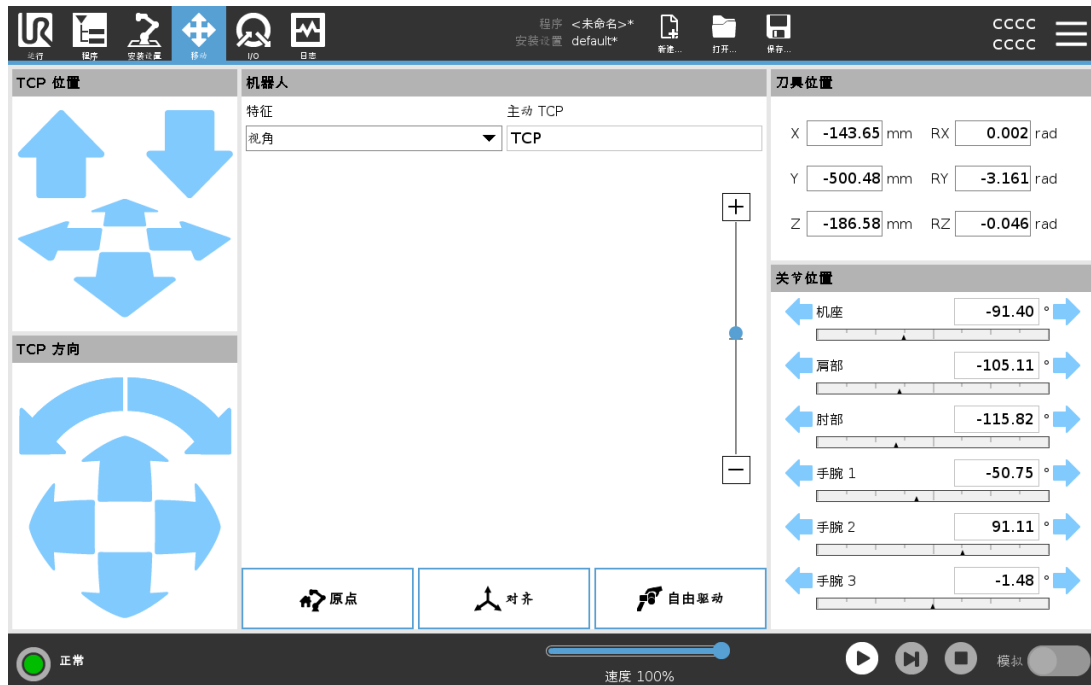 UR
运行
程序
安装设置
移动
I/O
日志
程序 <未命名>*
安装设置 default*
新建...
打开...
保存...
CCCC
CCCC
TCP 位置
机器人
刀具位置
特征
主动 TCP
视角
TCP
X -143.65 mm RX 0.002 rad
Y -500.48 mm RY -3.161 rad
Z -186.58 mm RZ -0.046 rad
关节位置
机座 -91.40 °
肩部 -105.11 °
肘部 -115.82 °
手腕 1 -50.75 °
手腕 2 91.11 °
手腕 3 -1.48 °
TCP 方向
原点
对齐
自由驱动
正常
速度 100%
模拟